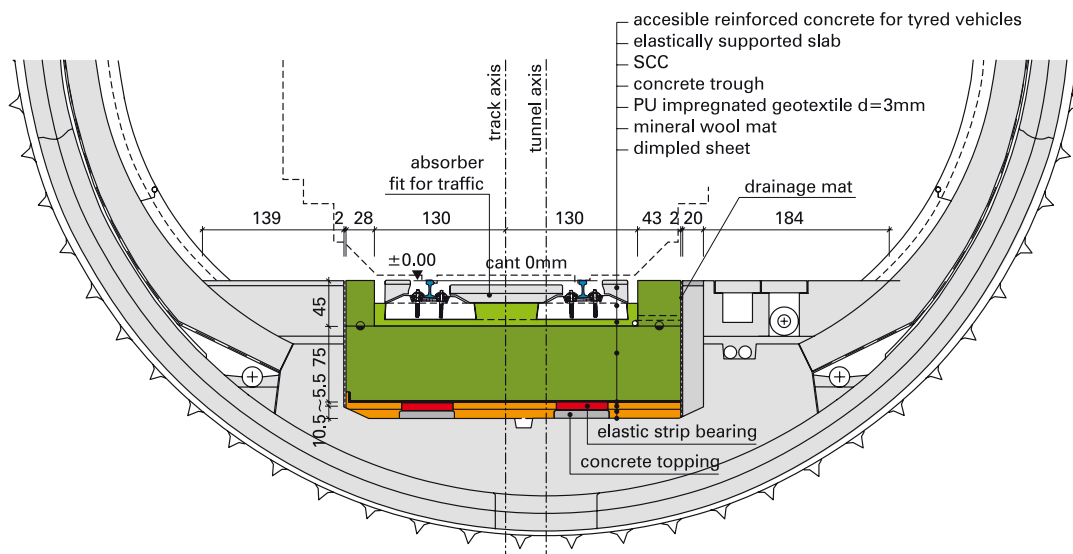 accesible reinforced concrete for tyred vehicles
elastically supported slab
SCC
concrete trough
PU impregnated geotextile d=3mm
mineral wool mat
dimpled sheet
track axis
tunnel axis
absorber
fit for traffic
drainage mat
139
2
28
130
130
43
2
20
184
±0.00
cant 0mm
45
75
~5.5
10.5
elastic strip bearing
concrete topping